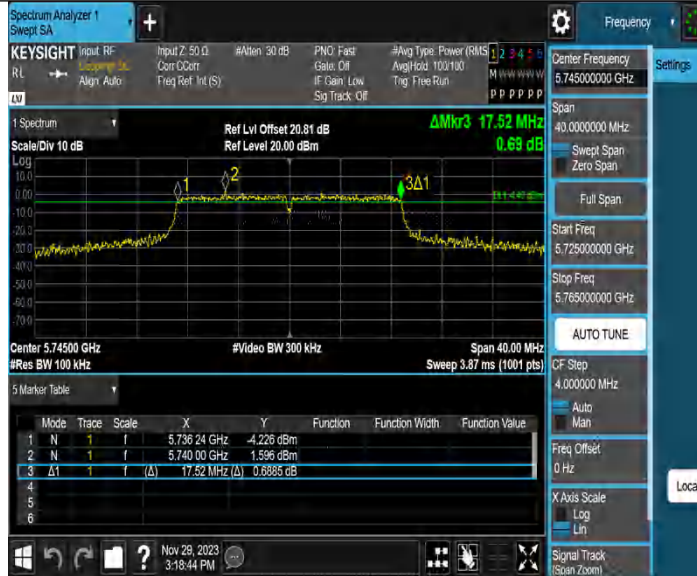 Spectrum Analyzer 1
Swept SA
+
Frequency
KEYSIGHT Input: RF Input Z: 50 Ω #Atten: 30 dB PNO: Fast #Avg Type: Power (RMS 1 2 3 4 5 6
RL Coupling: DC Corr CCorr Gate: Off Avg|Hold: 100/100 M W W W W W
Align: Auto Freq Ref: Int (S) IF Gain: Low Trig: Free Run
Sig Track: Off P P P P P P
LXI
1 Spectrum
Ref Lvl Offset 20.81 dB ΔMkr3 17.52 MHz
Scale/Div 10 dB Ref Level 20.00 dBm 0.69 dB
Log
10.0
0.00
-10.0
-20.0
-30.0
-40.0
-50.0
-60.0
-70.0
1
2
3Δ1
Center 5.74500 GHz #Video BW 300 kHz Span 40.00 MHz
#Res BW 100 kHz Sweep 3.87 ms (1001 pts)
5 Marker Table
Mode Trace Scale X Y Function Function Width Function Value
1 N 1 f 5.736 24 GHz -4.226 dBm
2 N 1 f 5.740 00 GHz 1.596 dBm
3 Δ1 1 f (Δ) 17.52 MHz (Δ) 0.6885 dB
4
5
6
?
Nov 29, 2023
3:18:44 PM
Center Frequency
5.745000000 GHz
Settings
Span
40.0000000 MHz
Swept Span
Zero Span
Full Span
Start Freq
5.725000000 GHz
Stop Freq
5.765000000 GHz
AUTO TUNE
CF Step
4.000000 MHz
Auto
Man
Freq Offset
0 Hz
X Axis Scale
Log
Lin
Loca
Signal Track
(Span Zoom)